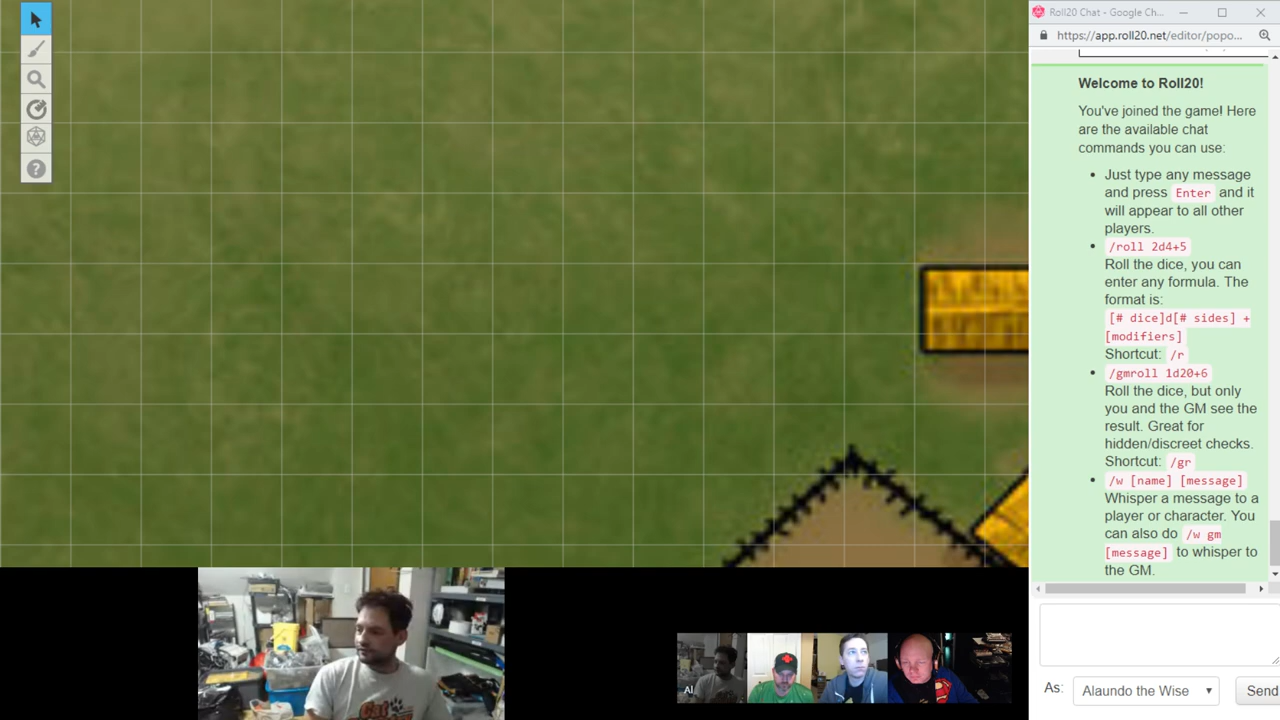 Roll20 Chat - Google Ch...
https://app.roll20.net/editor/popo...
Welcome to Roll20!
You've joined the game! Here
are the available chat
commands you can use:
Just type any message
and press Enter and it
will appear to all other
players.
/roll 2d4+5
Roll the dice, you can
enter any formula. The
format is:
[# dice]d[# sides] +
[modifiers]
Shortcut: /r
/gmroll 1d20+6
Roll the dice, but only
you and the GM see the
result. Great for
hidden/discreet checks.
Shortcut: /gr
/w [name] [message]
Whisper a message to a
player or character. You
can also do /w gm
[message] to whisper to
the GM.
As: Alaundo the Wise
Send
?
Al